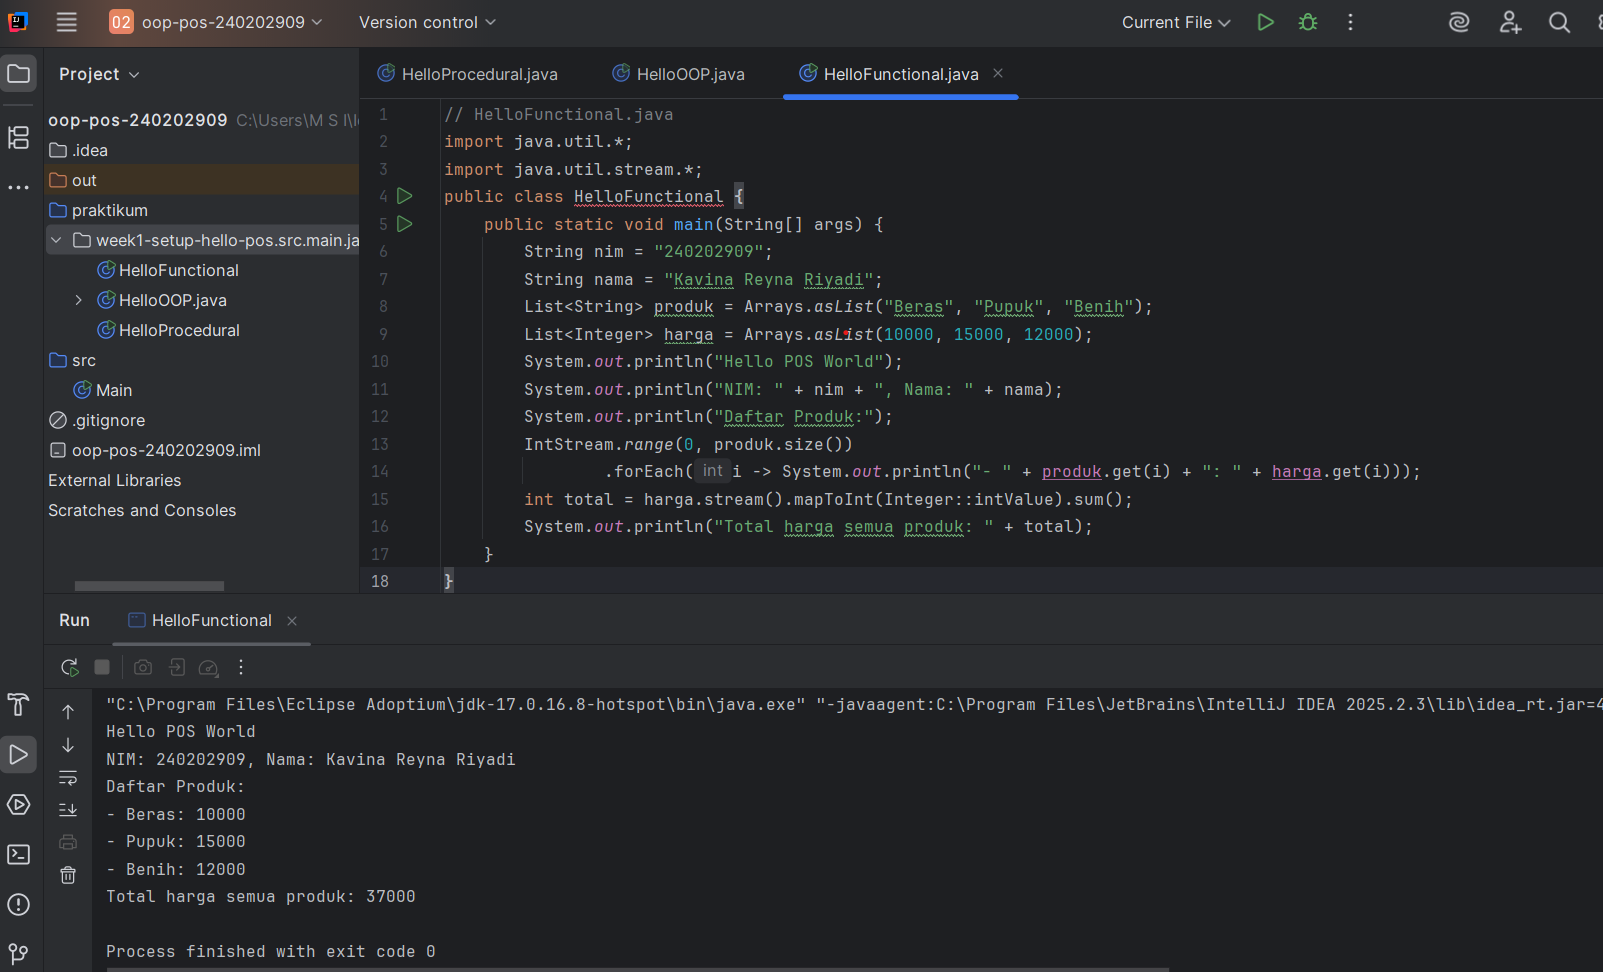 02 oop-pos-240202909 Version control Current File
Project
HelloProcedural.java HelloOOP.java HelloFunctional.java
oop-pos-240202909 C:\Users\M S I\I
.idea
out
praktikum
week1-setup-hello-pos.src.main.ja
HelloFunctional
HelloOOP.java
HelloProcedural
src
Main
.gitignore
oop-pos-240202909.iml
External Libraries
Scratches and Consoles
1 // HelloFunctional.java
2 import java.util.*;
3 import java.util.stream.*;
4 public class HelloFunctional {
5 public static void main(String[] args) {
6 String nim = "240202909";
7 String nama = "Kavina Reyna Riyadi";
8 List<String> produk = Arrays.asList("Beras", "Pupuk", "Benih");
9 List<Integer> harga = Arrays.asList(10000, 15000, 12000);
10 System.out.println("Hello POS World");
11 System.out.println("NIM: " + nim + ", Nama: " + nama);
12 System.out.println("Daftar Produk:");
13 IntStream.range(0, produk.size())
14 .forEach( int i -> System.out.println("- " + produk.get(i) + ": " + harga.get(i)));
15 int total = harga.stream().mapToInt(Integer::intValue).sum();
16 System.out.println("Total harga semua produk: " + total);
17 }
18 }
Run HelloFunctional
"C:\Program Files\Eclipse Adoptium\jdk-17.0.16.8-hotspot\bin\java.exe" "-javaagent:C:\Program Files\JetBrains\IntelliJ IDEA 2025.2.3\lib\idea_rt.jar=4
Hello POS World
NIM: 240202909, Nama: Kavina Reyna Riyadi
Daftar Produk:
- Beras: 10000
- Pupuk: 15000
- Benih: 12000
Total harga semua produk: 37000
Process finished with exit code 0